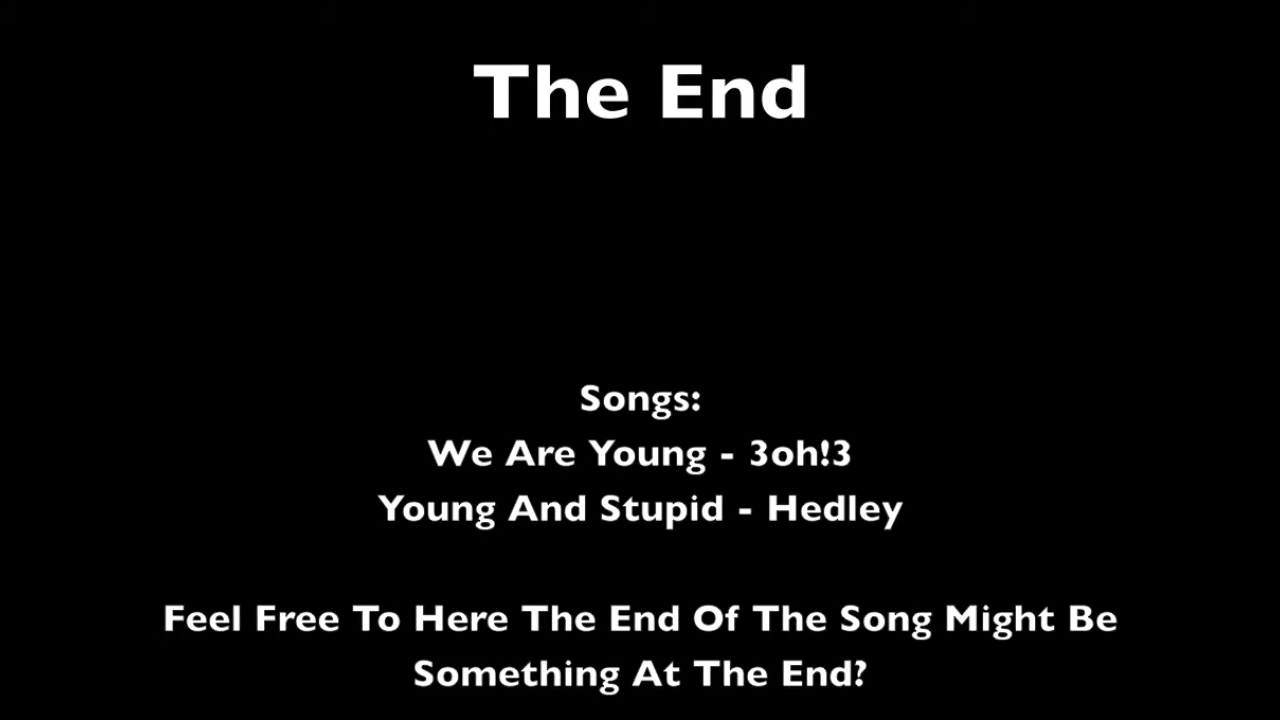 The End
Songs:
We Are Young - 3oh!3
Young And Stupid - Hedley
Feel Free To Here The End Of The Song Might Be
Something At The End?